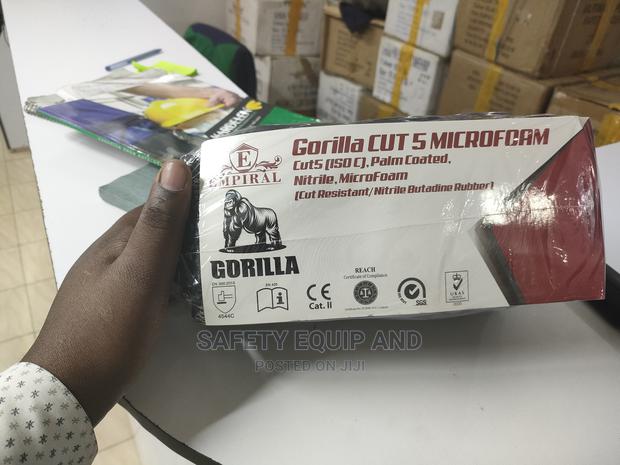 Gorilla CUT 5 MICROFOAM
Cut5 (ISO C), Palm Coated,
Nitrile, MicroFoam
(Cut Resistant/ Nitrile Butadine Rubber)
E
EMPIRAL
GORILLA
REACH
Certificate of Compliance
EN 388:2016
4544C
EN 420
CE
Cat. II
SGS
UKAS
SAFETY EQUIP AND
POSTED ON JIJI